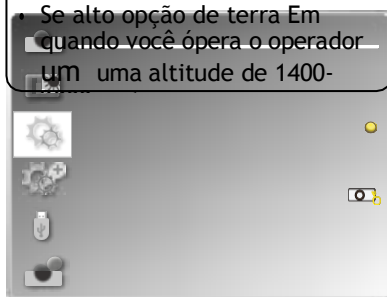 • Se alto opção de terra Em
quando você ópera o operador
um uma altitude de 1400-